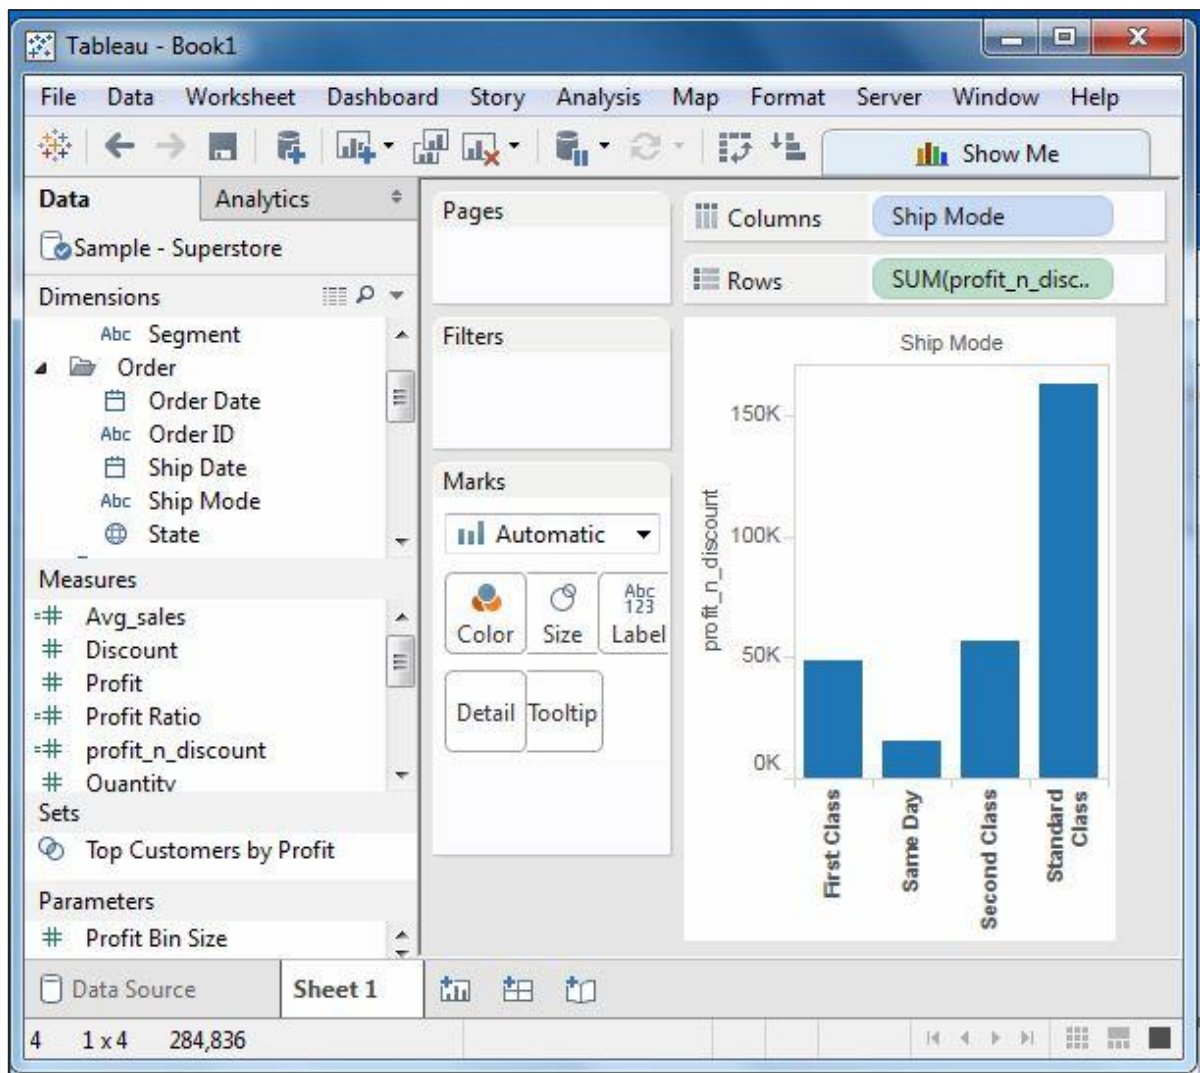 Tableau - Book1
File Data Worksheet Dashboard Story Analysis Map Format Server Window Help
Show Me
Data Analytics
Sample - Superstore
Dimensions
Abc Segment
Order
Order Date
Abc Order ID
Ship Date
Abc Ship Mode
State
Measures
=# Avg_sales
# Discount
# Profit
=# Profit Ratio
=# profit_n_discount
# Quantity
Sets
Top Customers by Profit
Parameters
# Profit Bin Size
Pages
Filters
Marks
Automatic
Color
Size
Abc
123
Label
Detail
Tooltip
Columns Ship Mode
Rows SUM(profit_n_disc..
Ship Mode
profit_n_discount
150K
100K
50K
0K
First Class
Same Day
Second Class
Standard
Class
Data Source Sheet 1
4 1 x 4 284,836